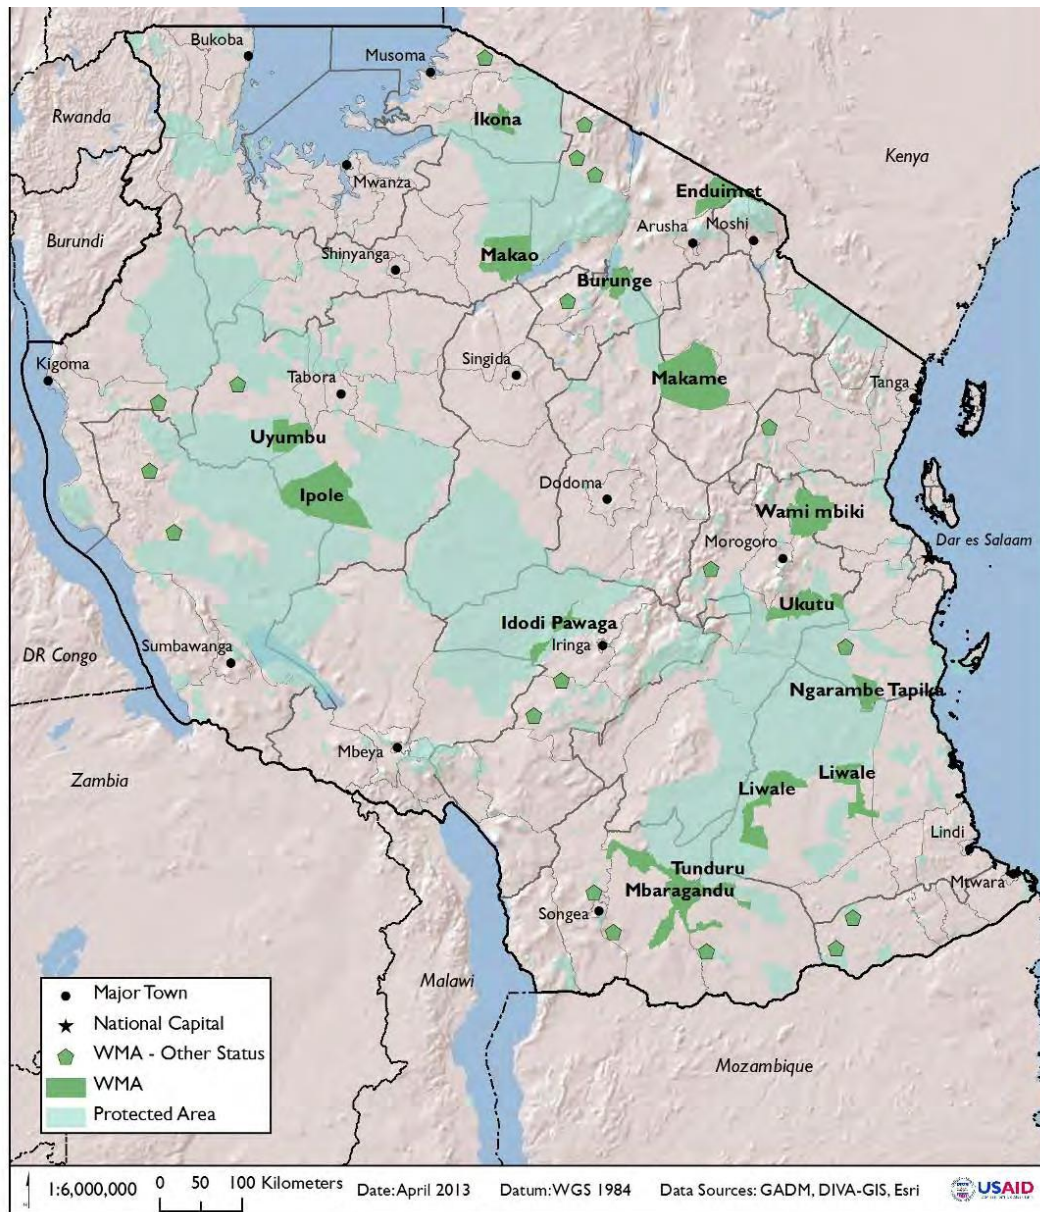 Bukoba
Musoma
Rwanda
Ikona
Kenya
Mwanza
Enduimet
Burundi
Arusha
Moshi
Makao
Shinyanga
Burunge
Kigoma
Singida
Makame
Tabora
Tanga
Uyumbu
Ipole
Dodoma
Wami mbiki
Morogoro
Dar es Salaam
Idodi Pawaga
Ukutu
Iringa
DR Congo
Sumbawanga
Ngarambe Tapika
Mbeya
Zambia
Liwale
Liwale
Lindi
Tunduru
Mbaragandu
Mtwara
Songea
Malawi
Mozambique
Major Town
National Capital
WMA - Other Status
WMA
Protected Area
1:6,000,000
0 50 100 Kilometers
Date: April 2013
Datum: WGS 1984
Data Sources: GADM, DIVA-GIS, Esri
USAID